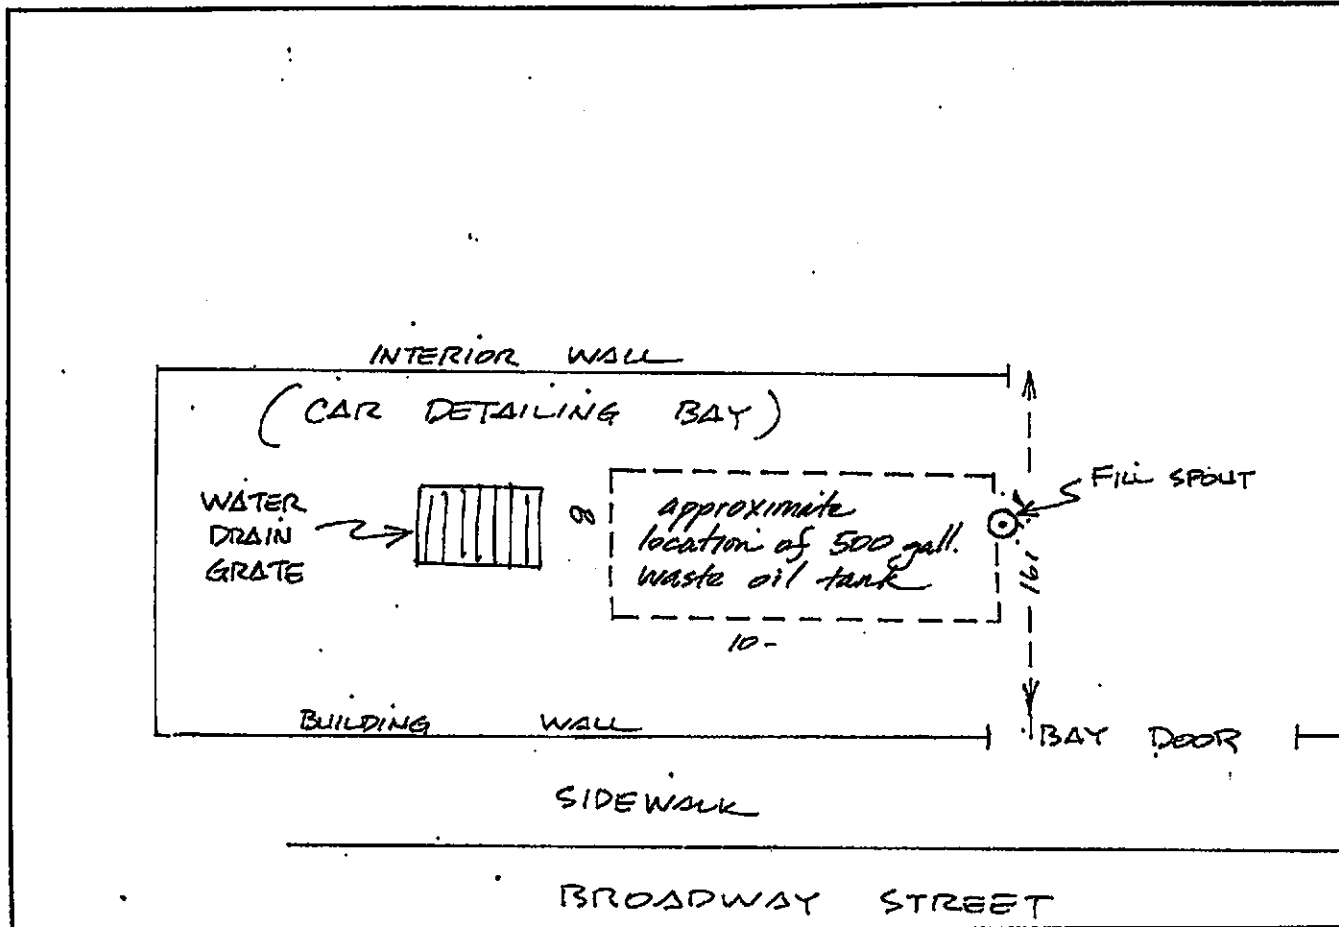 INTERIOR WALL
(CAR DETAILING BAY)
WATER
DRAIN
GRATE
8
approximate
location of 500 gall.
waste oil tank
10-
FILL SPOUT
16'
BUILDING WALL
BAY DOOR
SIDEWALK
BROADWAY STREET